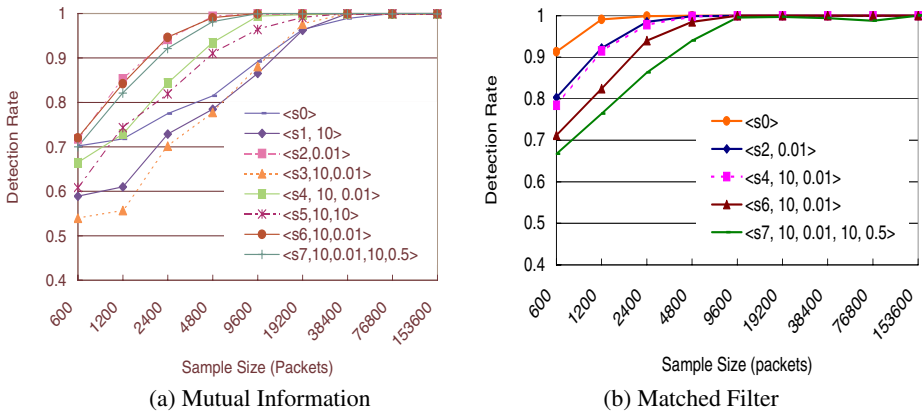 Detection Rate
1
0.9
0.8
0.7
0.6
0.5
0.4
<s0>
<s1, 10>
<s2,0.01>
<s3,10,0.01>
<s4, 10, 0.01>
<s5,10,10>
<s6,10,0.01>
<s7,10,0.01,10,0.5>
600
1200
2400
4800
9600
19200
38400
76800
153600
Sample Size (Packets)
(a) Mutual Information
Detection Rate
1
0.9
0.8
0.7
0.6
0.5
0.4
<s0>
<s2, 0.01>
<s4, 10, 0.01>
<s6, 10, 0.01>
<s7, 10, 0.01, 10, 0.5>
600
1200
2400
4800
9600
19200
38400
76800
153600
Sample Size (packets)
(b) Matched Filter